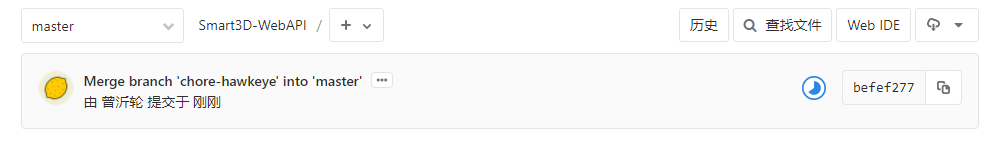 master Smart3D-WebAPI / + 历史 查找文件 Web IDE
Merge branch 'chore-hawkeye' into 'master' ···
由 曾沂轮 提交于 刚刚
befef277